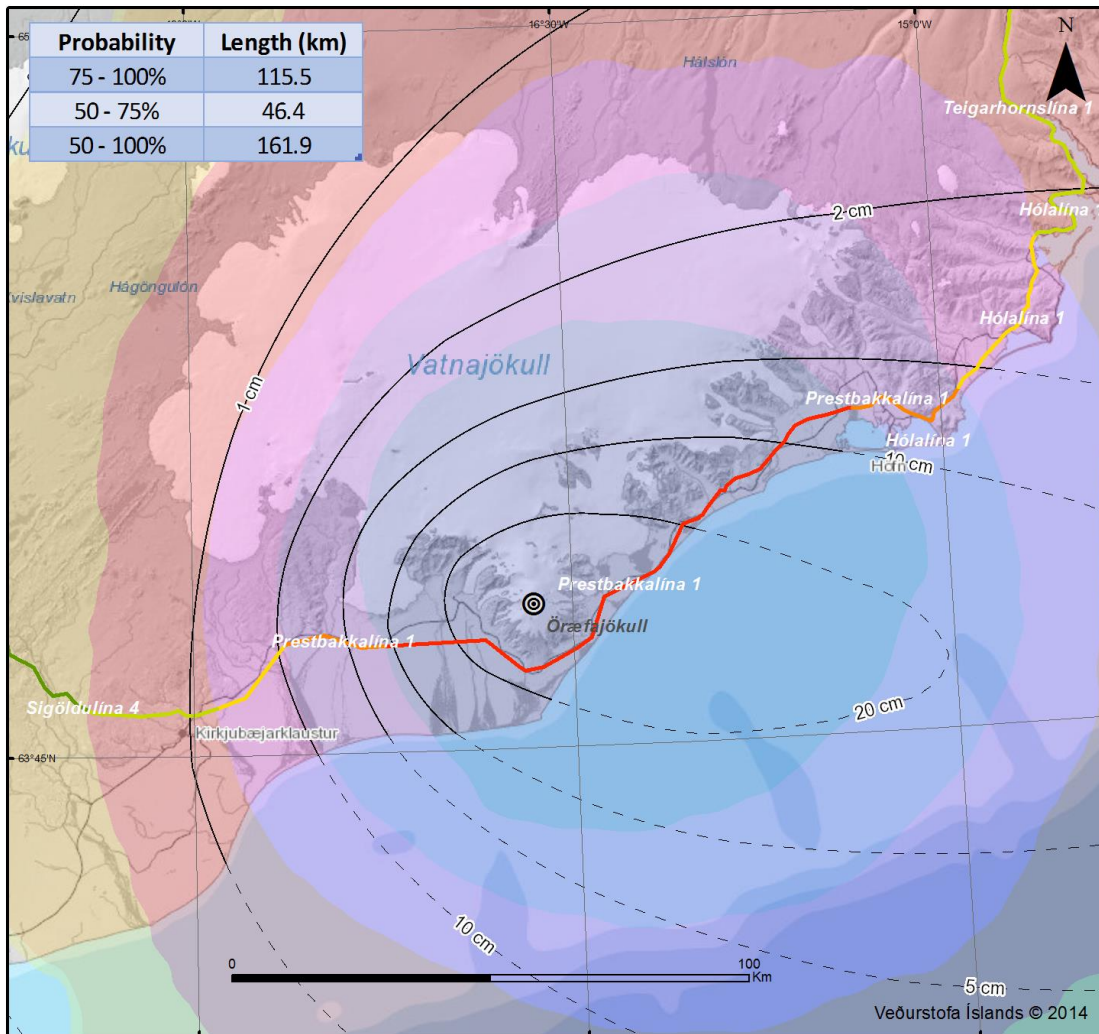 Probability Length (km)
75 - 100% 115.5
50 - 75% 46.4
50 - 100% 161.9
16°30'W
15°0'W
N
Hálslón
Teigarhornslína 1
2 cm
Hólalína 1
Kvislavatn
Hágöngulón
Hólalína 1
Vatnajökull
1 cm
Prestbakkalína 1
Hólalína 1
10 cm
Höfn
Prestbakkalína 1
Öræfajökull
Prestbakkalína 1
Sigöldulína 4
20 cm
Kirkjubæjarklaustur
63°45'N
10 cm
0 100
Km
5 cm
Veðurstofa Íslands © 2014